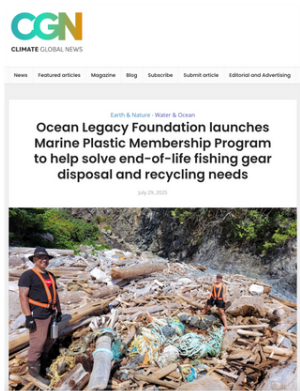 CGN
CLIMATE GLOBAL NEWS
News Featured articles Magazine Blog Subscribe Submit article Editorial and Advertising
Earth & Nature - Water & Ocean
Ocean Legacy Foundation launches
Marine Plastic Membership Program
to help solve end-of-life fishing gear
disposal and recycling needs
July 29, 2025